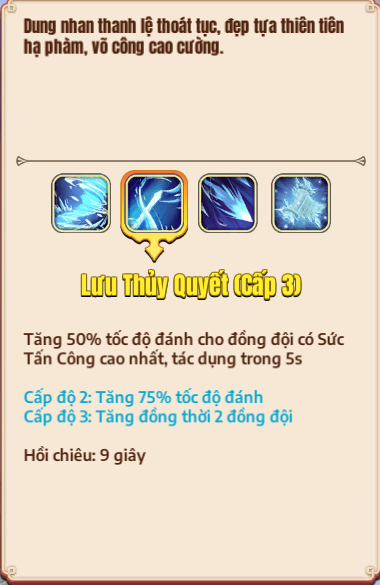 Dung nhan thanh lệ thoát tục, đẹp tựa thiên tiên
hạ phàm, võ công cao cường.
Lưu Thủy Quyết (Cấp 3)
Tăng 50% tốc độ đánh cho đồng đội có Sức
Tấn Công cao nhất, tác dụng trong 5s
Cấp độ 2: Tăng 75% tốc độ đánh
Cấp độ 3: Tăng đồng thời 2 đồng đội
Hồi chiêu: 9 giây